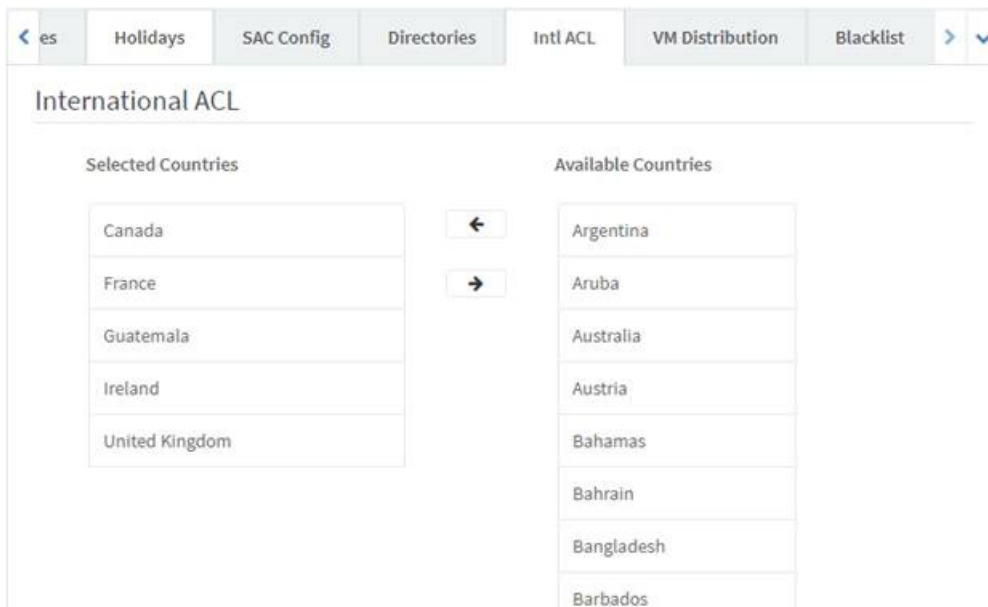 es Holidays SAC Config Directories Intl ACL VM Distribution Blacklist
International ACL
Selected Countries
Canada
France
Guatemala
Ireland
United Kingdom
Available Countries
Argentina
Aruba
Australia
Austria
Bahamas
Bahrain
Bangladesh
Barbados